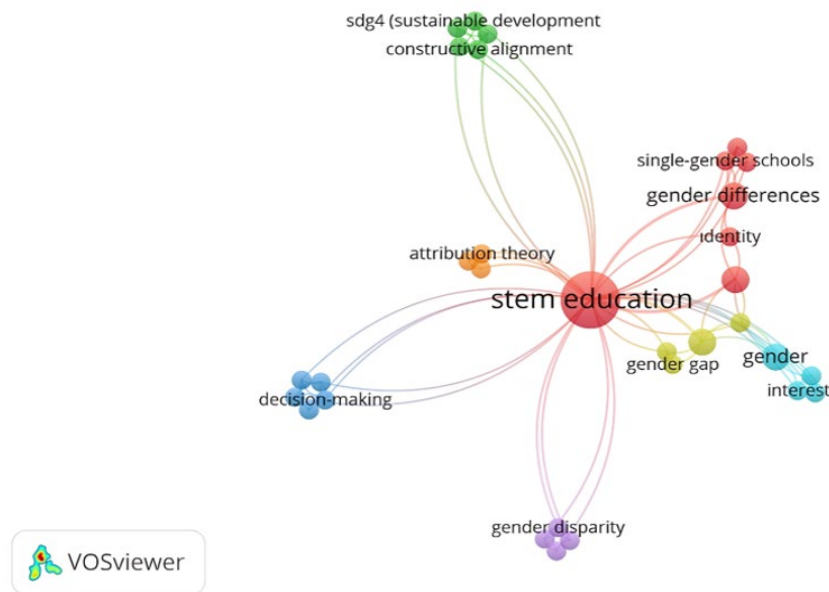 sdg4 (sustainable development
constructive alignment
single-gender schools
gender differences
identity
attribution theory
stem education
gender gap
gender
interest
decision-making
gender disparity
VOSviewer